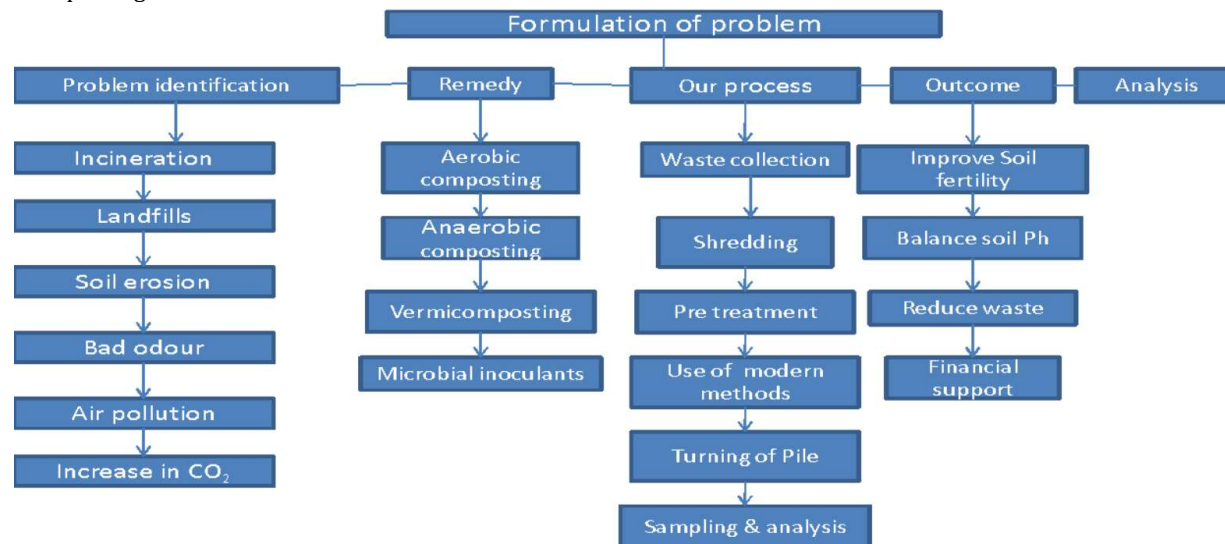 Formulation of problem
Problem identification
Remedy
Our process
Outcome
Analysis
Incineration
Landfills
Soil erosion
Bad odour
Air pollution
Increase in CO₂
Aerobic
composting
Anaerobic
composting
Vermicomposting
Microbial inoculants
Waste collection
Shredding
Pre treatment
Use of modern
methods
Turning of Pile
Sampling & analysis
Improve Soil
fertility
Balance soil Ph
Reduce waste
Financial
support